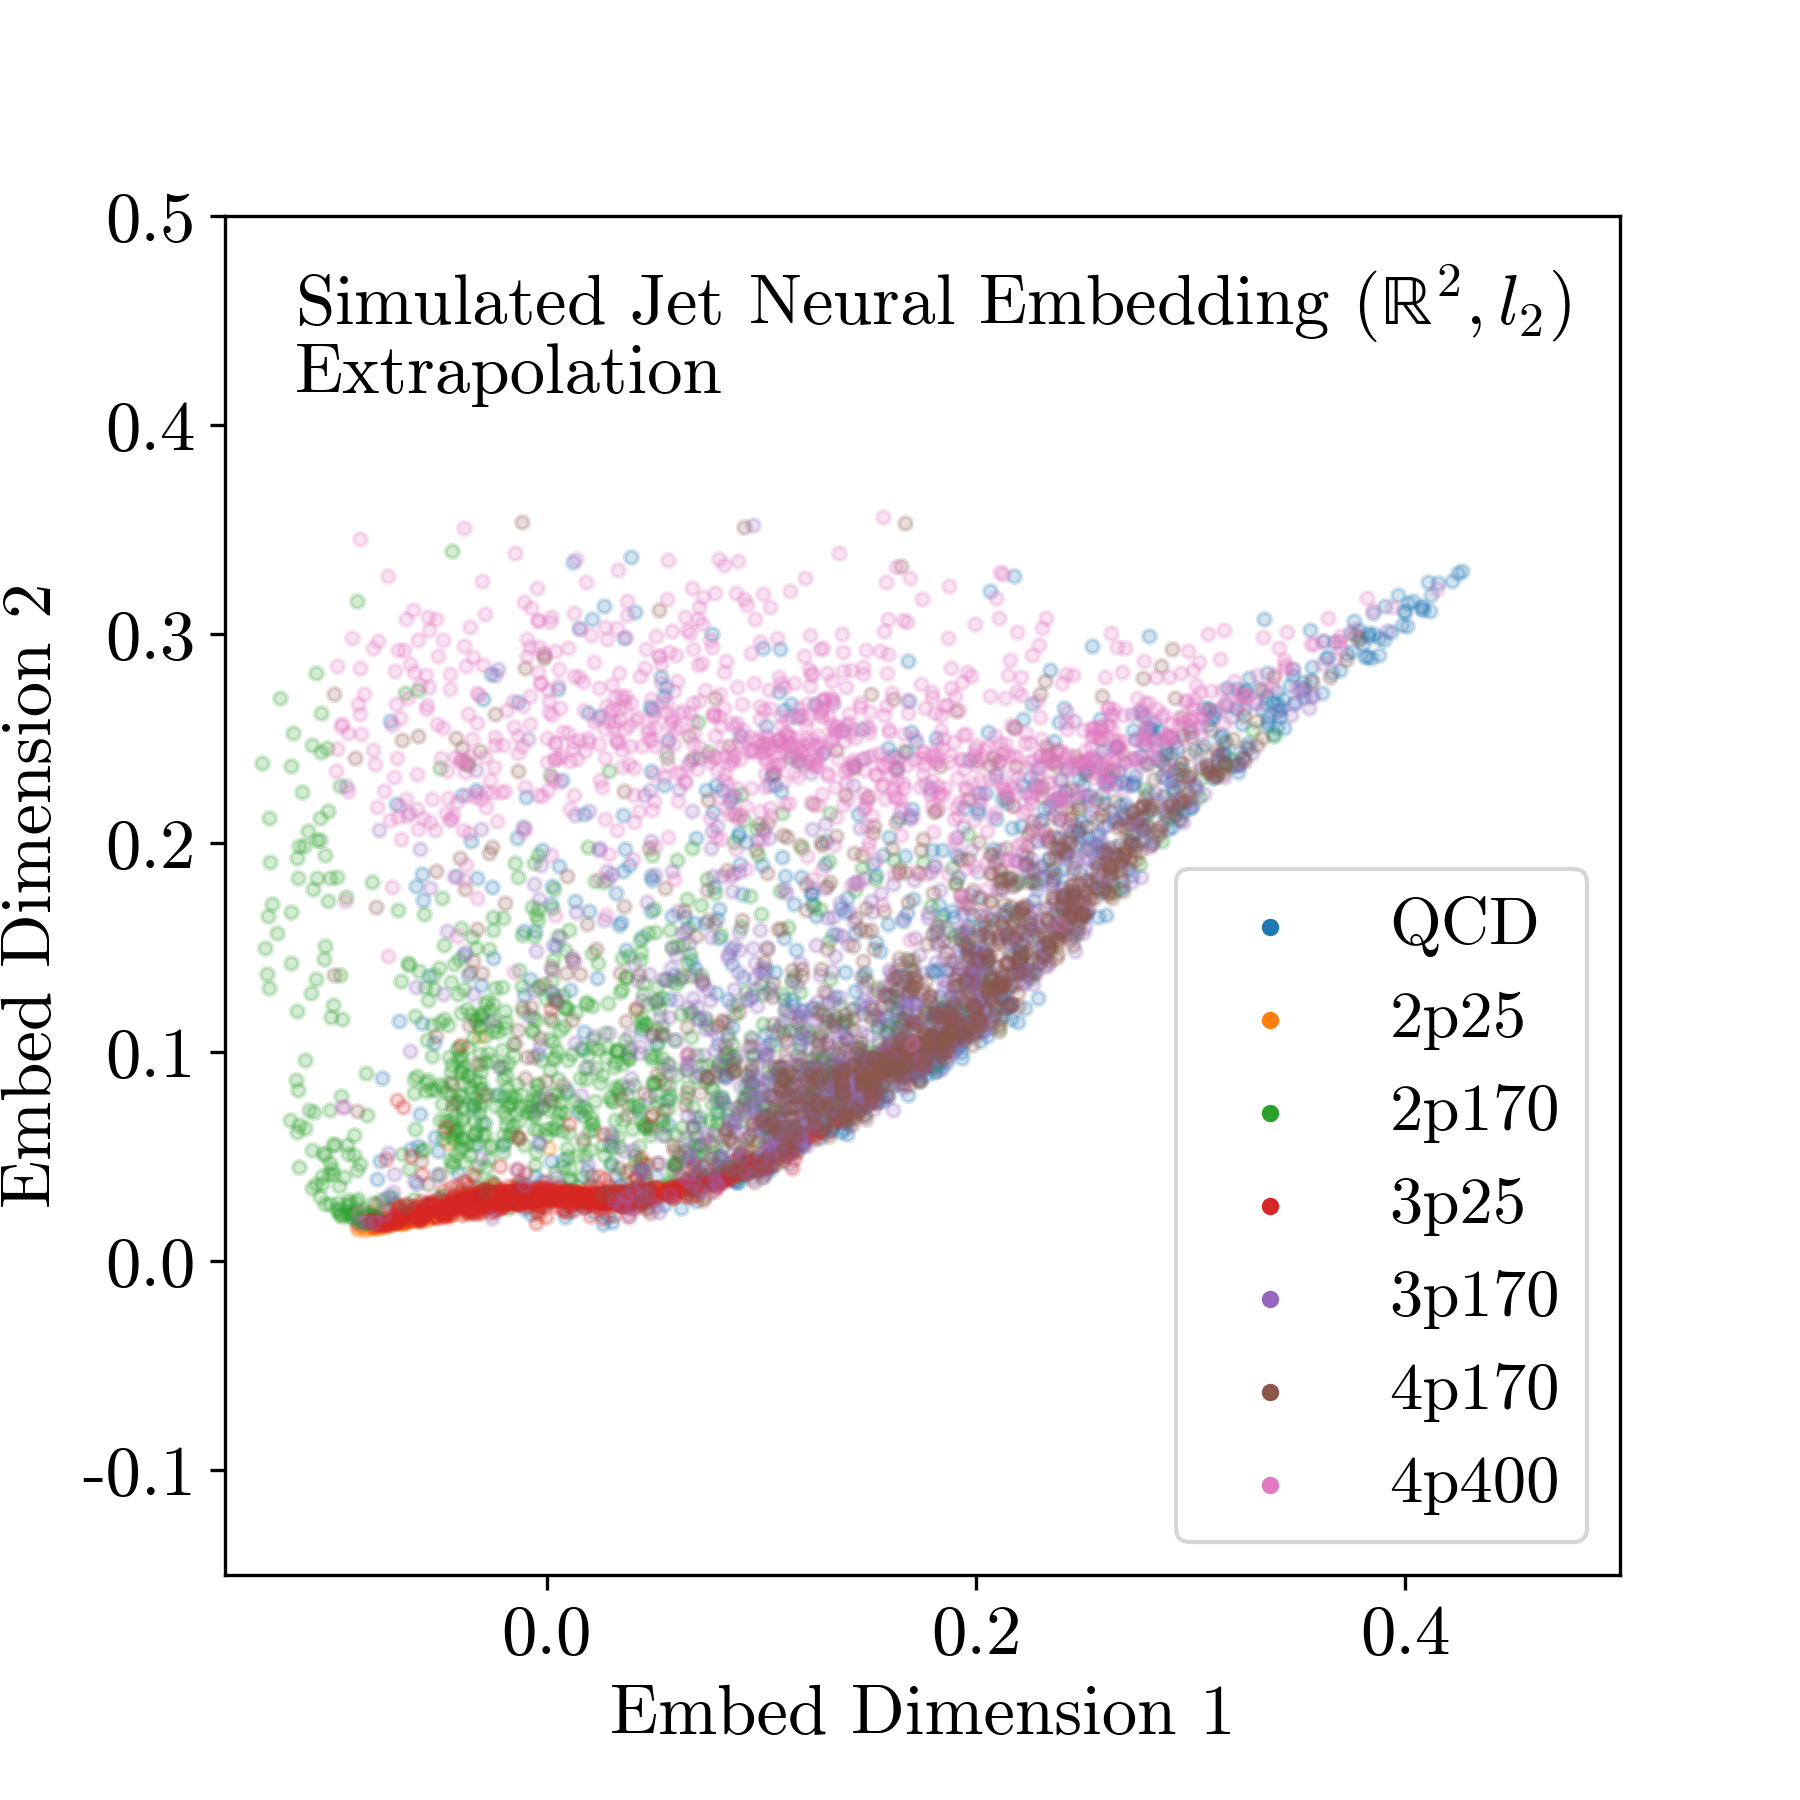 Simulated Jet Neural Embedding (ℝ², l₂)
Extrapolation
0.5
0.4
0.3
0.2
0.1
0.0
-0.1
Embed Dimension 2
QCD
2p25
2p170
3p25
3p170
4p170
4p400
0.0 0.2 0.4
Embed Dimension 1